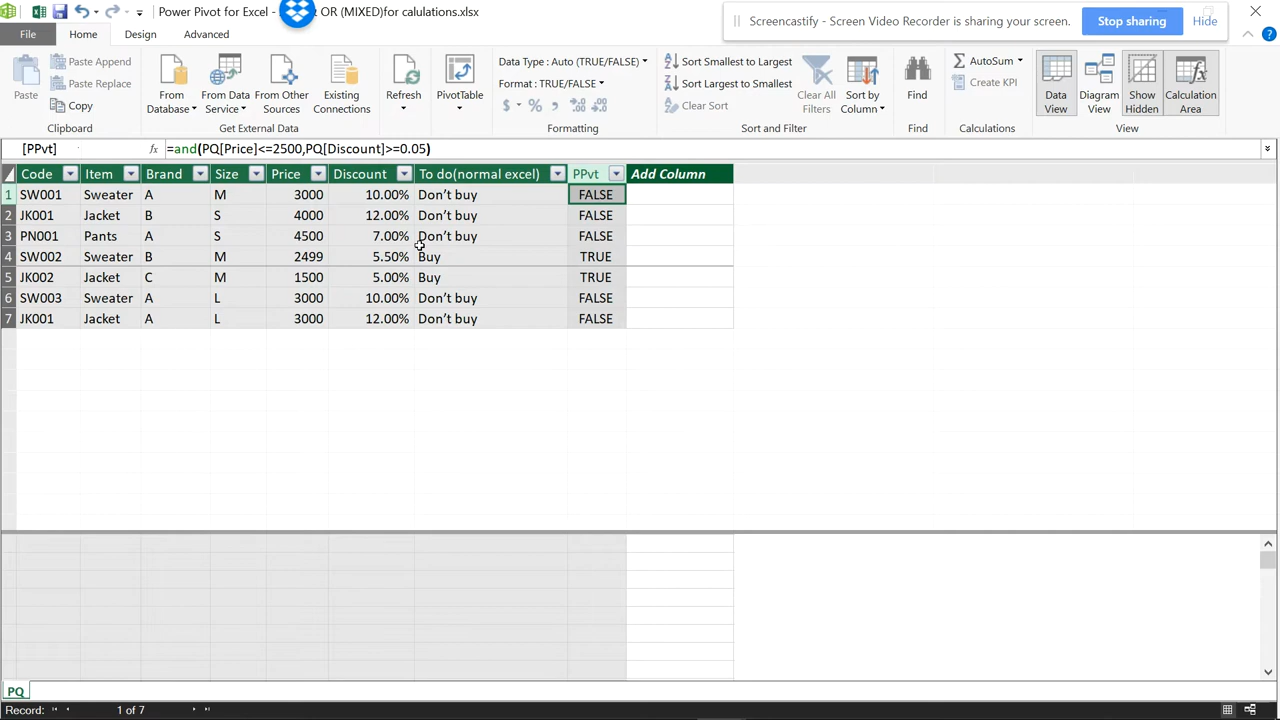 Power Pivot for Excel - OR (MIXED)for calulations.xlsx
Screencastify - Screen Video Recorder is sharing your screen. Stop sharing Hide
File Home Design Advanced
Paste Paste Append Paste Replace Copy
From Database From Data Service From Other Sources Existing Connections
Refresh PivotTable
Data Type : Auto (TRUE/FALSE)
Format : TRUE/FALSE
$ % .00
Sort Smallest to Largest
Sort Largest to Smallest
Clear Sort
Clear All Filters Sort by Column
Find
AutoSum
Create KPI
Data View Diagram View Show Hidden Calculation Area
Clipboard Get External Data Formatting Sort and Filter Find Calculations View
[PPvt] fx =and(PQ[Price]<=2500,PQ[Discount]>=0.05)
Code Item Brand Size Price Discount To do(normal excel) PPvt Add Column
1 SW001 Sweater A M 3000 10.00% Don't buy FALSE
2 JK001 Jacket B S 4000 12.00% Don't buy FALSE
3 PN001 Pants A S 4500 7.00% Don't buy FALSE
4 SW002 Sweater B M 2499 5.50% Buy TRUE
5 JK002 Jacket C M 1500 5.00% Buy TRUE
6 SW003 Sweater A L 3000 10.00% Don't buy FALSE
7 JK001 Jacket A L 3000 12.00% Don't buy FALSE
PQ
Record: 1 of 7